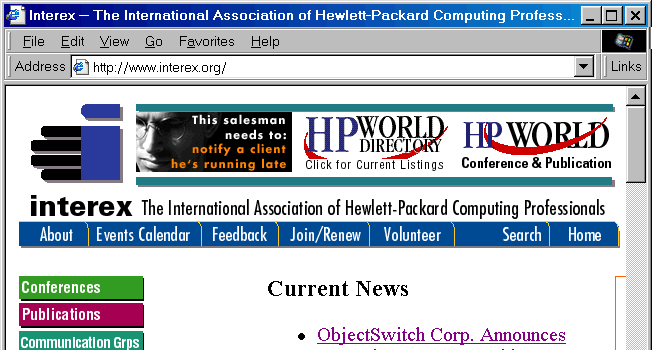 Interex – The International Association of Hewlett-Packard Computing Profess...
File Edit View Go Favorites Help
Address http://www.interex.org/ Links
This salesman
needs to:
notify a client
he's running late
HP WORLD
DIRECTORY
Click for Current Listings
HP WORLD
Conference & Publication
interex The International Association of Hewlett-Packard Computing Professionals
About Events Calendar Feedback Join/Renew Volunteer Search Home
Conferences
Publications
Communication Grps
Current News
• ObjectSwitch Corp. Announces